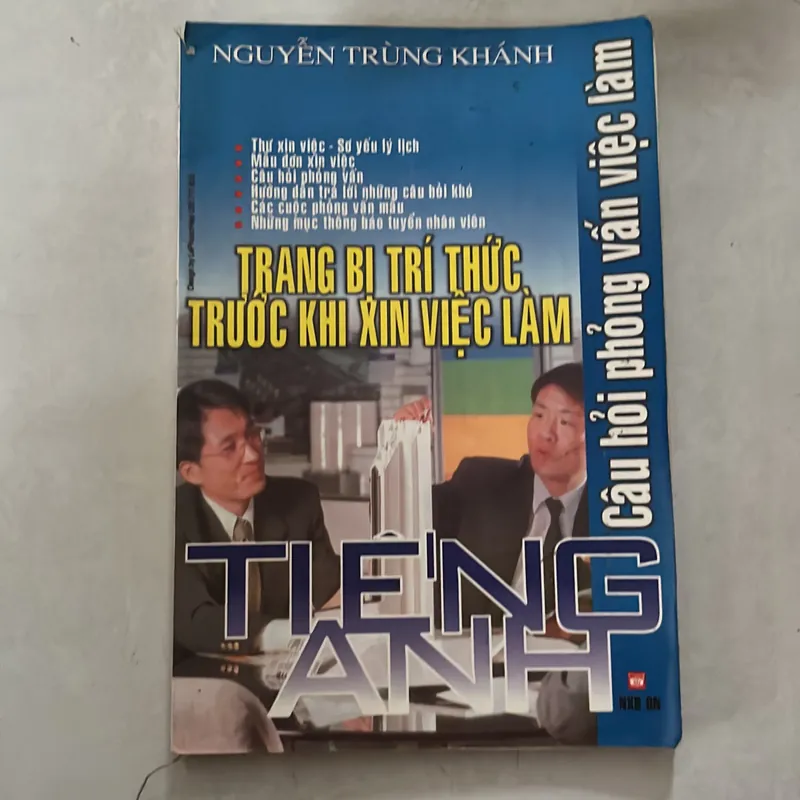 NGUYỄN TRÙNG KHÁNH
Thư xin việc - Sơ yếu lý lịch
Mẫu đơn xin việc
Câu hỏi phỏng vấn
Hướng dẫn trả lời những câu hỏi khó
Các cuộc phỏng vấn mẫu
Những mục thông báo tuyển nhân viên
TRANG BỊ TRÍ THỨC
TRƯỚC KHI XIN VIỆC LÀM
Câu hỏi phỏng vấn việc làm
TIẾNG
ANH